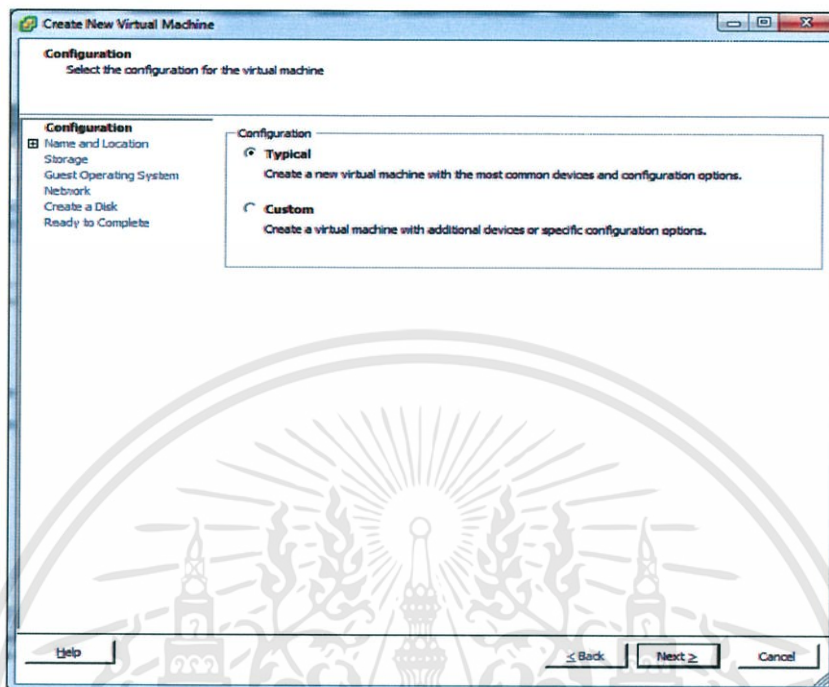 Create New Virtual Machine
Configuration
Select the configuration for the virtual machine
Configuration
Name and Location
Storage
Guest Operating System
Network
Create a Disk
Ready to Complete
Configuration
Typical
Create a new virtual machine with the most common devices and configuration options.
Custom
Create a virtual machine with additional devices or specific configuration options.
Help
≤ Back
Next ≥
Cancel